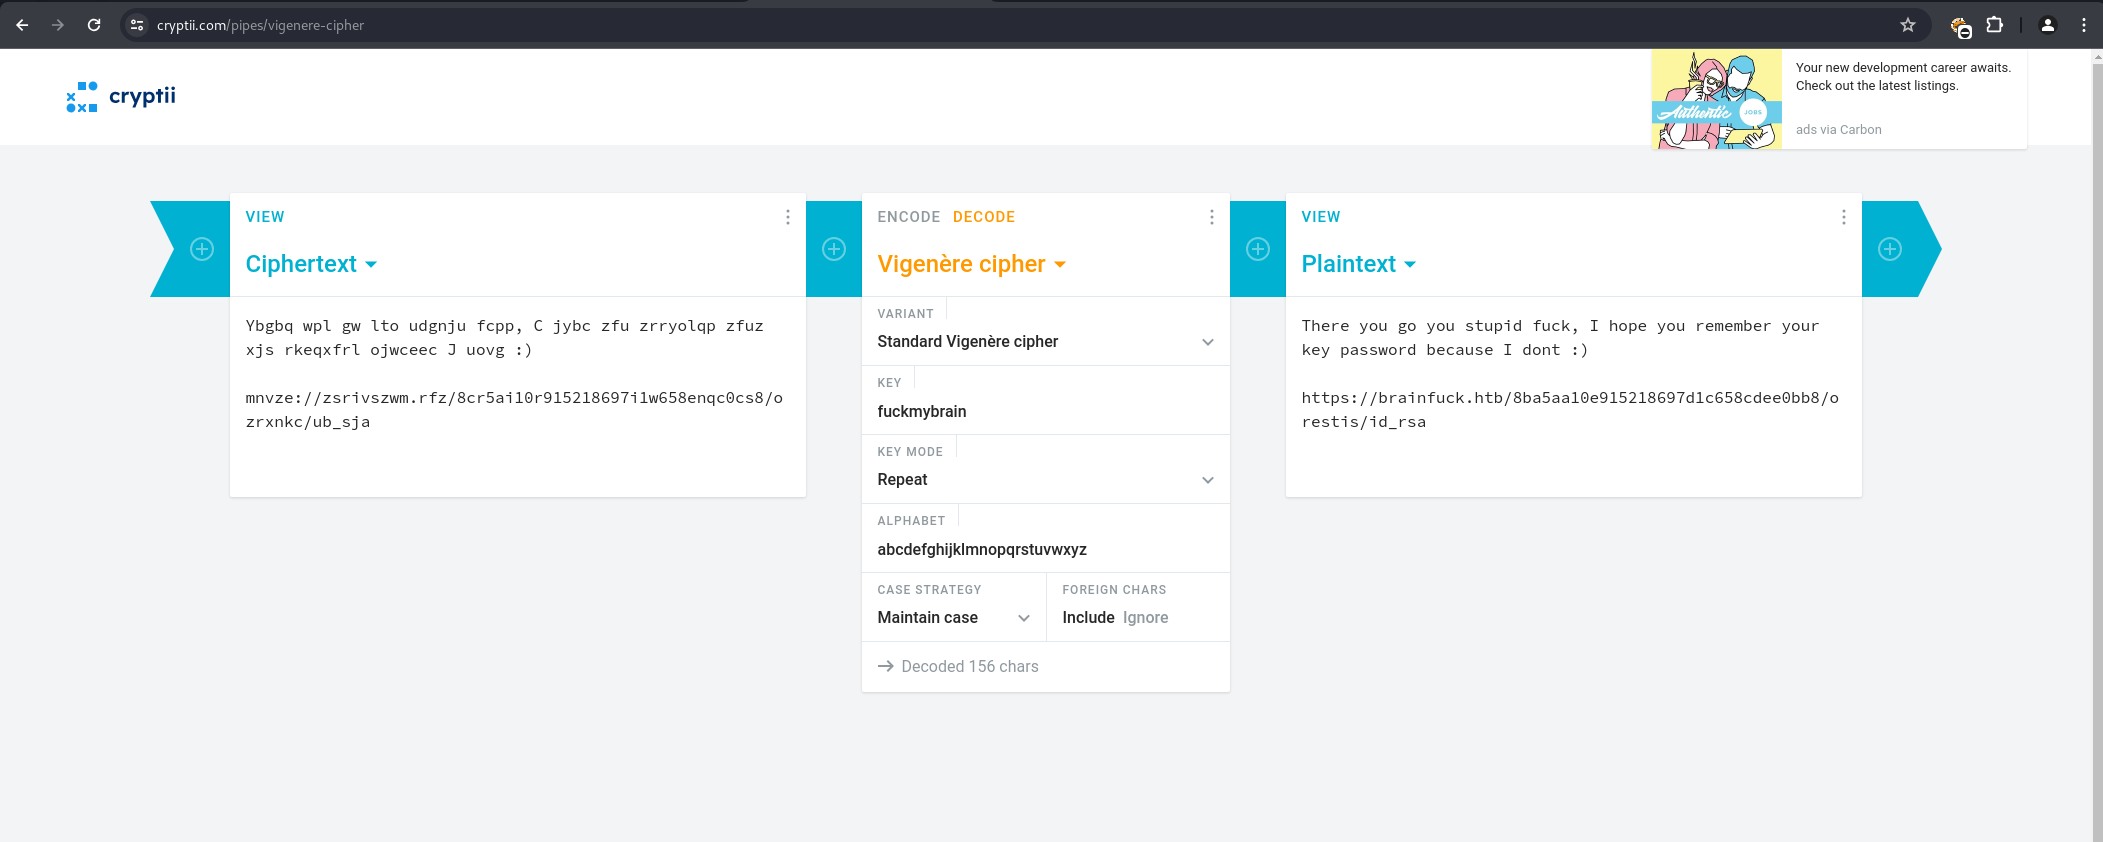 cryptii.com/pipes/vigenere-cipher
cryptii
Authentic
JOBS
Your new development career awaits.
Check out the latest listings.
ads via Carbon
VIEW
Ciphertext
Ybgbq wpl gw lto udgnju fcpp, C jybc zfu zrryolqp zfuz
xjs rkeqxfrl ojwceec J uovg :)
mnvze://zsrivszwm.rfz/8cr5ai10r915218697i1w658enqc0cs8/o
zrxnkc/ub_sja
ENCODE DECODE
Vigenère cipher
VARIANT
Standard Vigenère cipher
KEY
fuckmybrain
KEY MODE
Repeat
ALPHABET
abcdefghijklmnopqrstuvwxyz
CASE STRATEGY
Maintain case
FOREIGN CHARS
Include Ignore
→ Decoded 156 chars
VIEW
Plaintext
There you go you stupid fuck, I hope you remember your
key password because I dont :)
https://brainfuck.htb/8ba5aa10e915218697d1c658cdee0bb8/o
restis/id_rsa